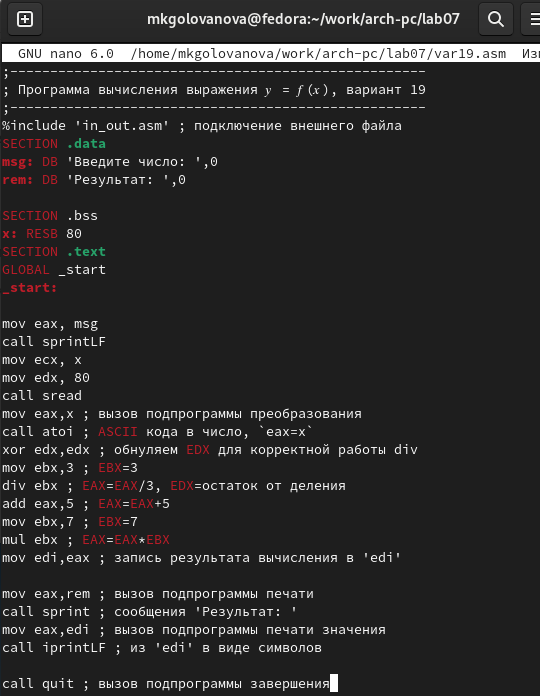 mkgolovanova@fedora:~/work/arch-pc/lab07
GNU nano 6.0 /home/mkgolovanova/work/arch-pc/lab07/var19.asm Из
;----------------------------------------------------
; Программа вычисления выражения 𝑦 = 𝑓(𝑥), вариант 19
;----------------------------------------------------
%include 'in_out.asm' ; подключение внешнего файла
SECTION .data
msg: DB 'Введите число: ',0
rem: DB 'Результат: ',0
SECTION .bss
x: RESB 80
SECTION .text
GLOBAL _start
_start:
mov eax, msg
call sprintLF
mov ecx, x
mov edx, 80
call sread
mov eax,x ; вызов подпрограммы преобразования
call atoi ; ASCII кода в число, `eax=x`
xor edx,edx ; обнуляем EDX для корректной работы div
mov ebx,3 ; EBX=3
div ebx ; EAX=EAX/3, EDX=остаток от деления
add eax,5 ; EAX=EAX+5
mov ebx,7 ; EBX=7
mul ebx ; EAX=EAX*EBX
mov edi,eax ; запись результата вычисления в 'edi'
mov eax,rem ; вызов подпрограммы печати
call sprint ; сообщения 'Результат: '
mov eax,edi ; вызов подпрограммы печати значения
call iprintLF ; из 'edi' в виде символов
call quit ; вызов подпрограммы завершения